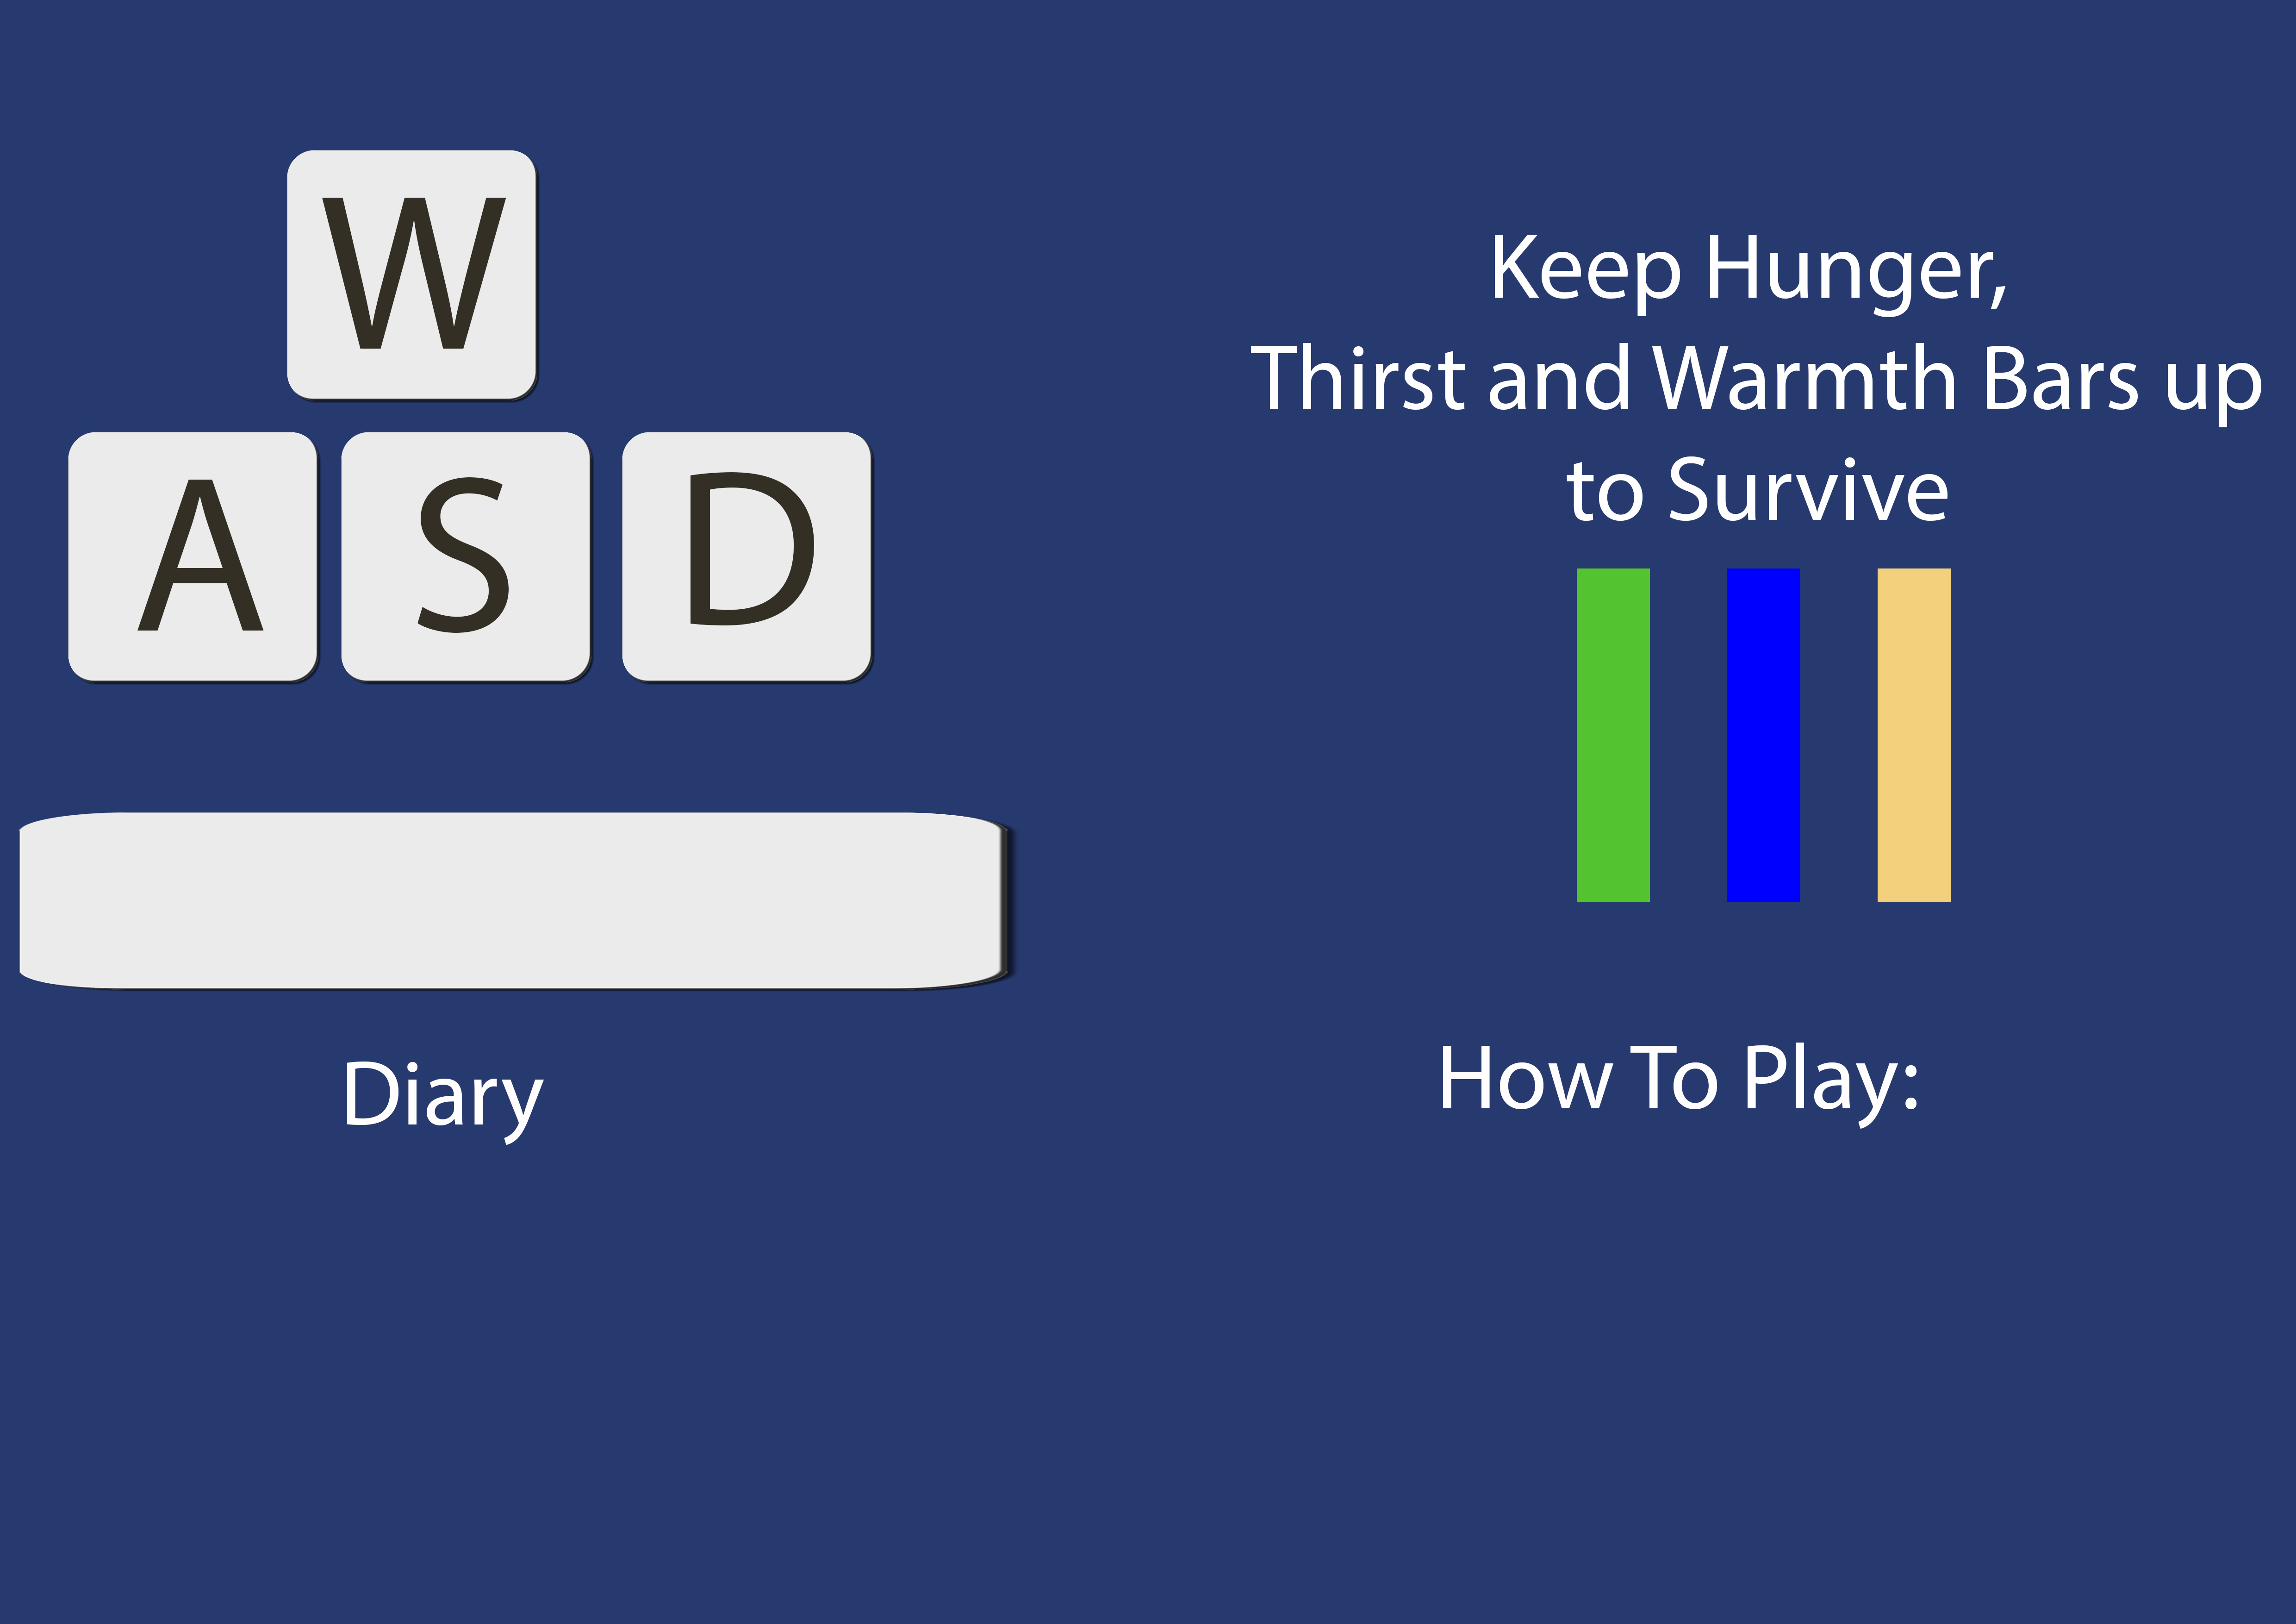 W
A S D
Diary
Keep Hunger,
Thirst and Warmth Bars up
to Survive
How To Play: